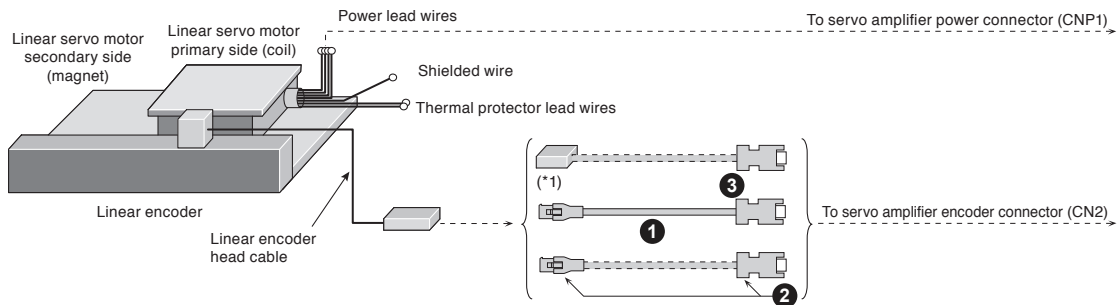 Power lead wires
To servo amplifier power connector (CNP1)
Linear servo motor
secondary side
(magnet)
Linear servo motor
primary side (coil)
Shielded wire
Thermal protector lead wires
(*1)
3
Linear encoder
1
To servo amplifier encoder connector (CN2)
Linear encoder
head cable
2